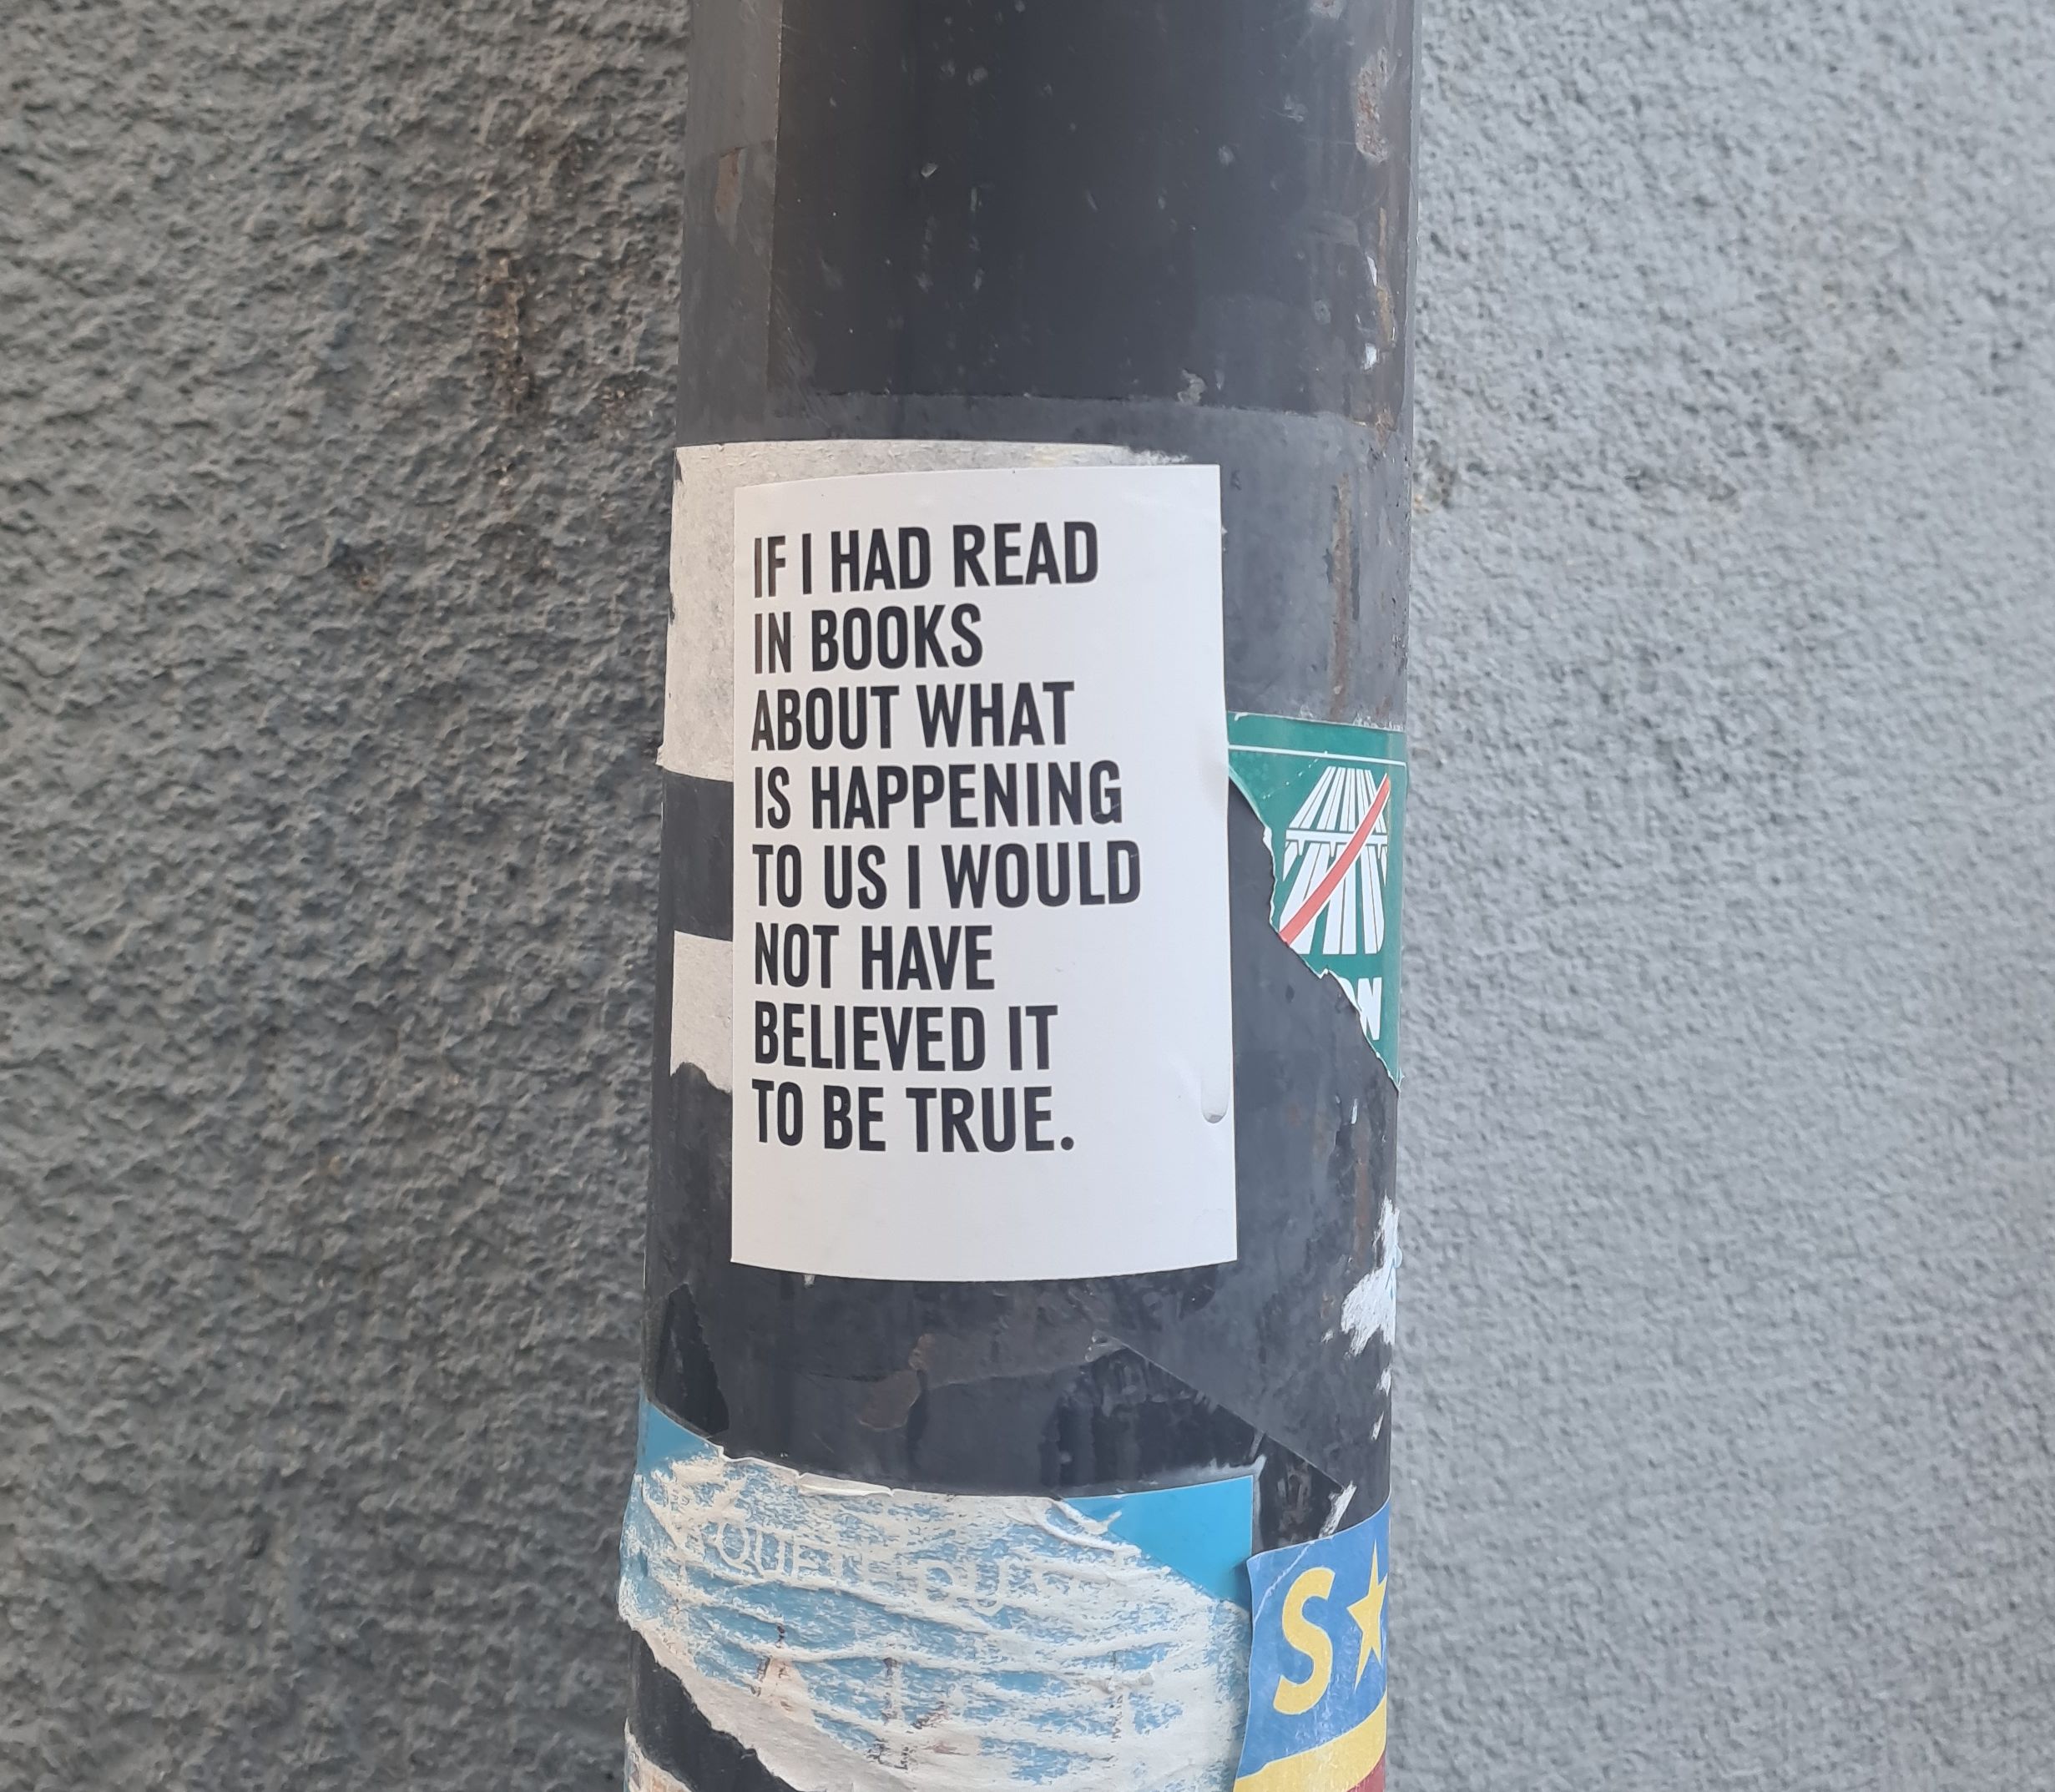 IF I HAD READ
IN BOOKS
ABOUT WHAT
IS HAPPENING
TO US I WOULD
NOT HAVE
BELIEVED IT
TO BE TRUE.
ON
S